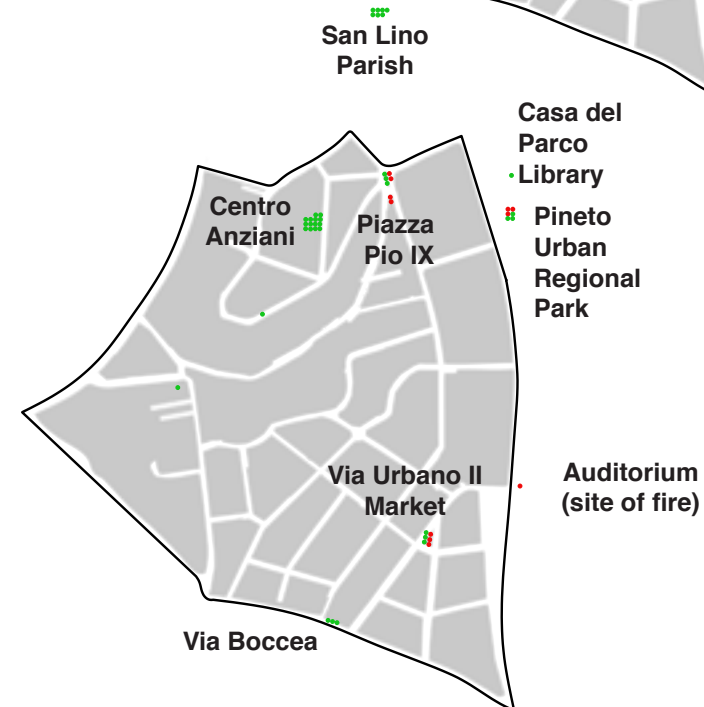 San Lino
Parish
Casa del
Parco
Library
Centro
Anziani
Piazza
Pio IX
Pineto
Urban
Regional
Park
Via Urbano II
Market
Auditorium
(site of fire)
Via Boccea